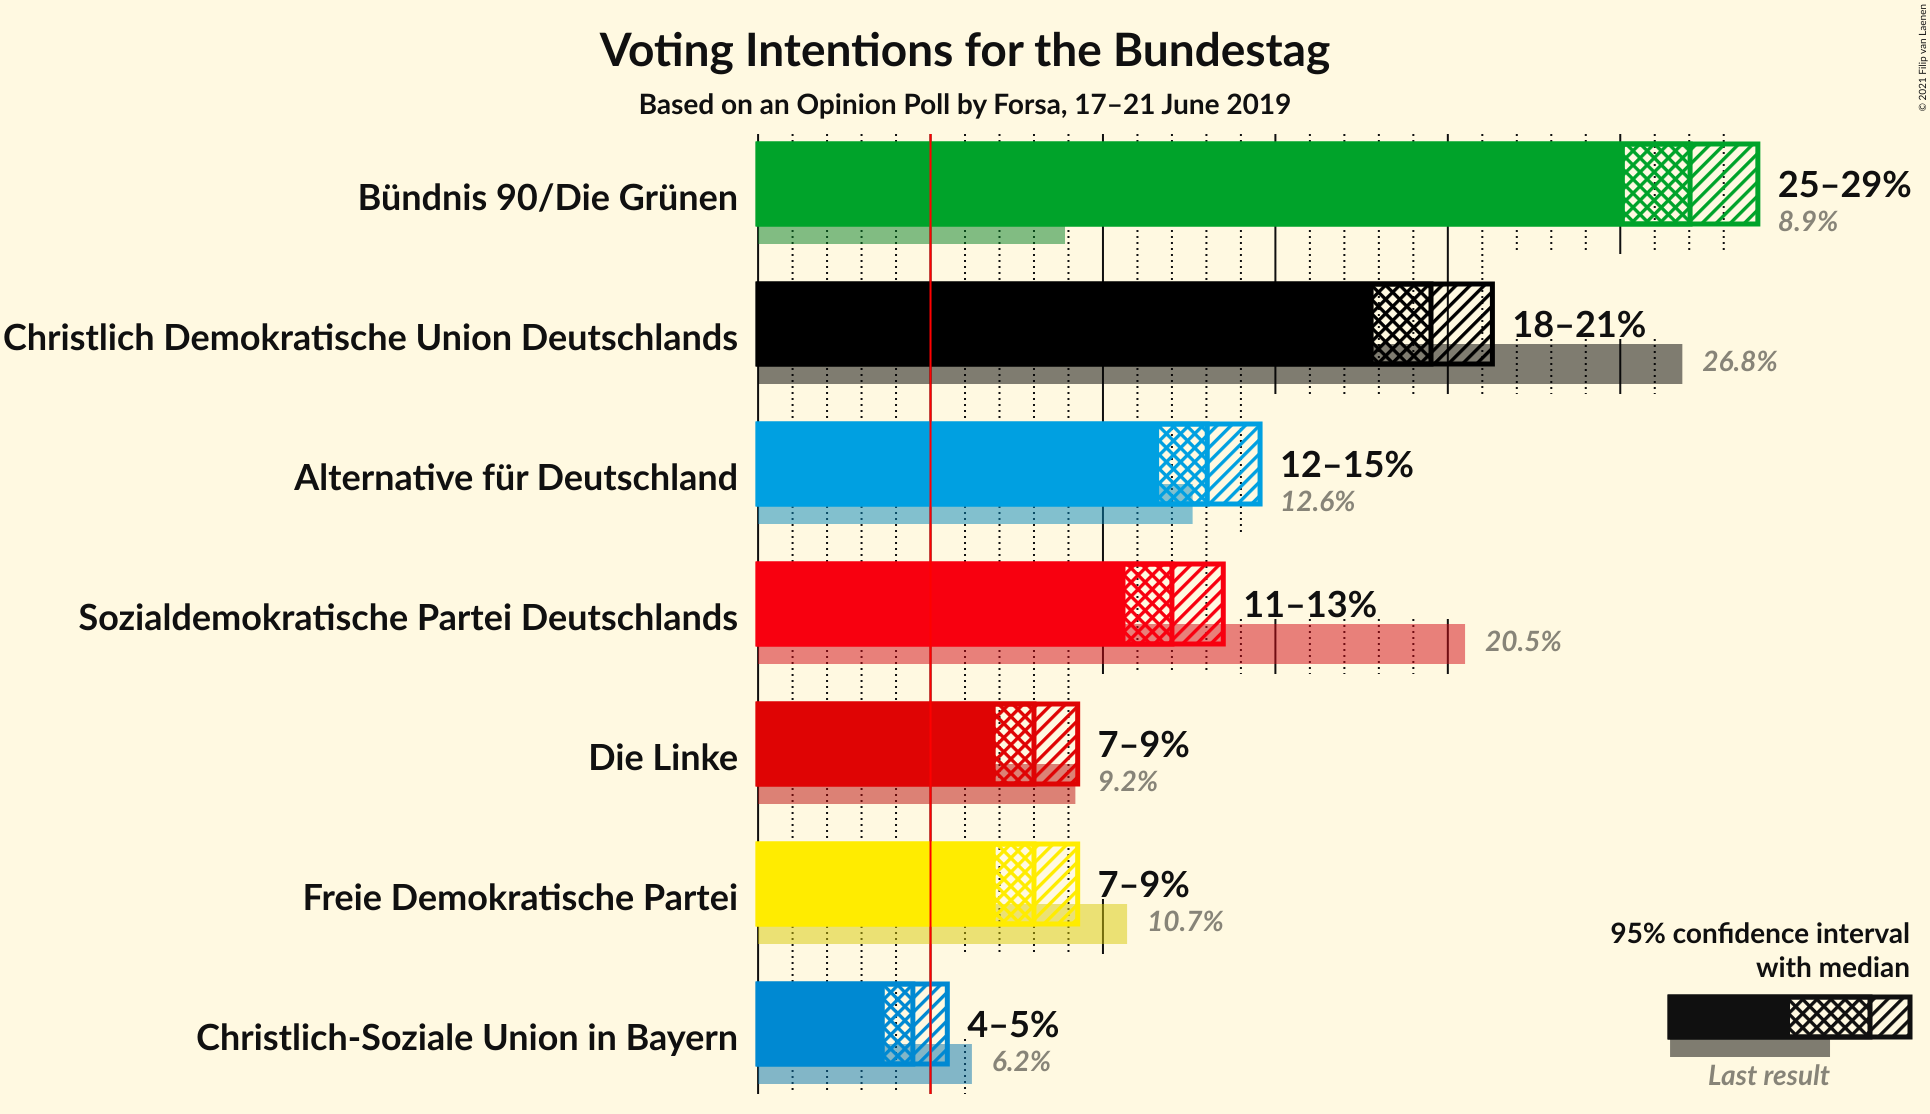 Voting Intentions for the Bundestag
Based on an Opinion Poll by Forsa, 17–21 June 2019
© 2021 Filip van Laenen
Bündnis 90/Die Grünen
25–29%
8.9%
Christlich Demokratische Union Deutschlands
18–21%
26.8%
Alternative für Deutschland
12–15%
12.6%
Sozialdemokratische Partei Deutschlands
11–13%
20.5%
Die Linke
7–9%
9.2%
Freie Demokratische Partei
7–9%
10.7%
Christlich-Soziale Union in Bayern
4–5%
6.2%
95% confidence interval
with median
Last result